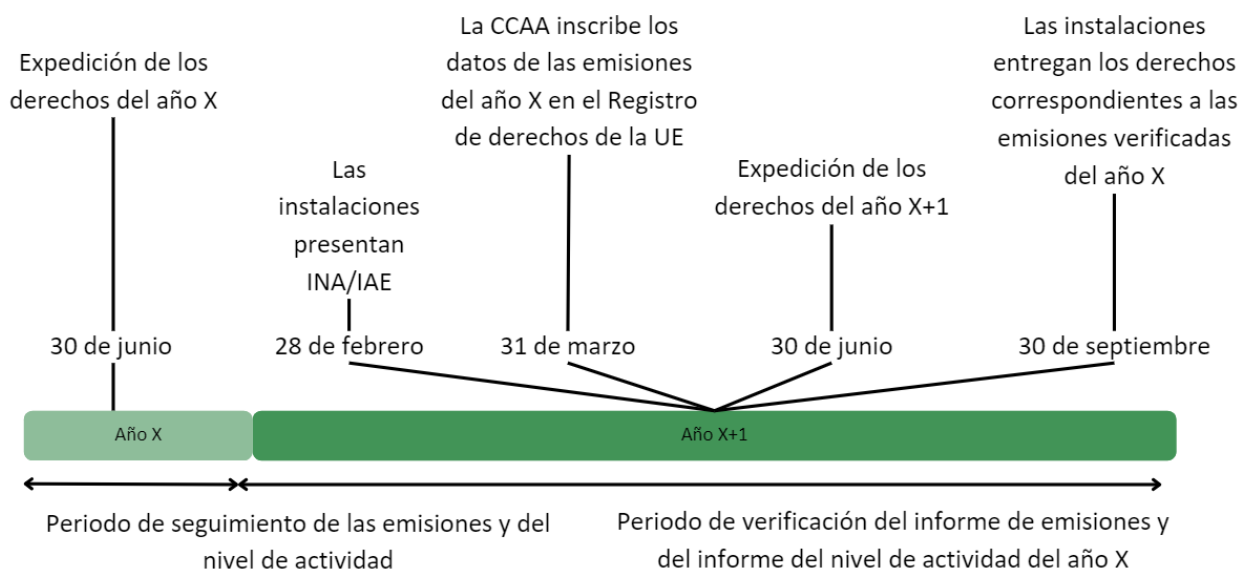 Expedición de los
derechos del año X
Las
instalaciones
presentan
INA/IAE
La CCAA inscribe los
datos de las emisiones
del año X en el Registro
de derechos de la UE
Expedición de los
derechos del año X+1
Las instalaciones
entregan los derechos
correspondientes a las
emisiones verificadas
del año X
30 de junio
28 de febrero
31 de marzo
30 de junio
30 de septiembre
Año X
Año X+1
Periodo de seguimiento de las emisiones y del
nivel de actividad
Periodo de verificación del informe de emisiones y
del informe del nivel de actividad del año X